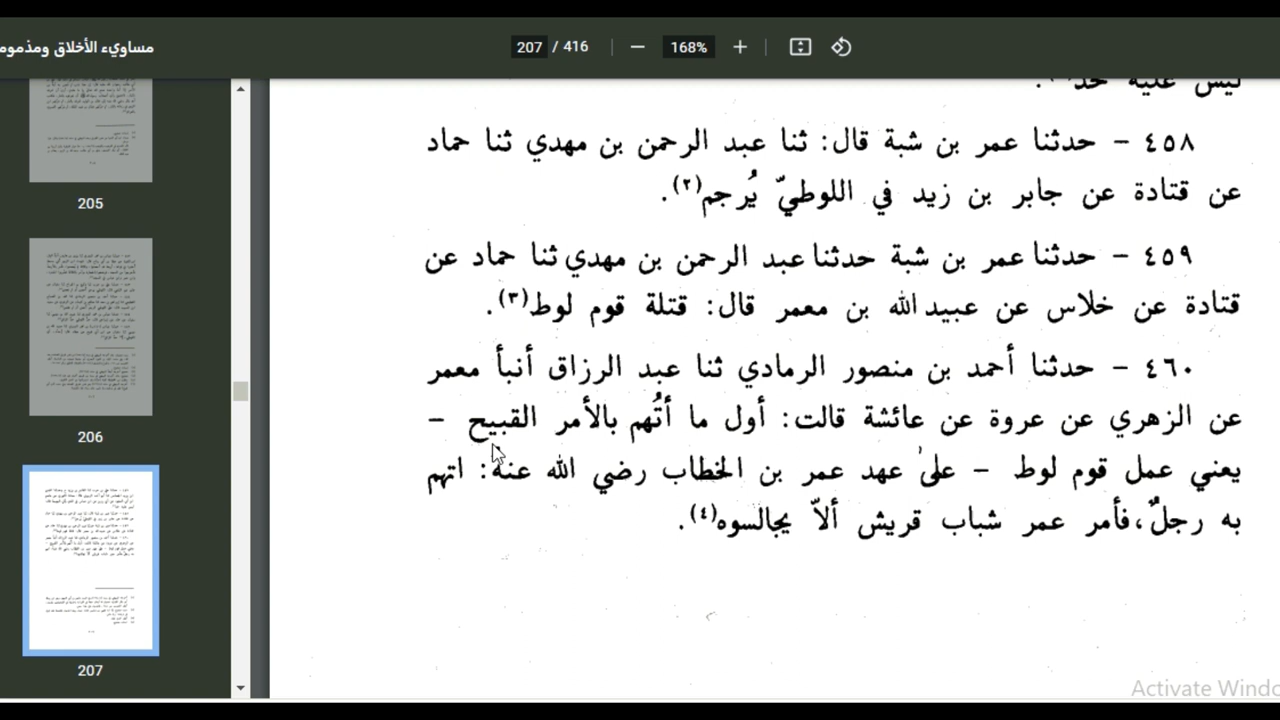 مساويء الأخلاق ومذمو
207 / 416
168%
ليس عليه حد
٤٥٨ - حدثنا عمر بن شبة قال: ثنا عبد الرحمن بن مهدي ثنا حماد
عن قتادة عن جابر بن زيد في اللوطيّ يُرجم(٢).
٤٥٩ - حدثنا عمر بن شبة حدثنا عبد الرحمن بن مهدي ثنا حماد عن
قتادة عن خلاس عن عبيد الله بن معمر قال: قتلة قوم لوط(٣).
٤٦٠ - حدثنا أحمد بن منصور الرمادي ثنا عبد الرزاق أنبأ معمر
عن الزهري عن عروة عن عائشة قالت: أول ما أتُهم بالأمر القبيح -
يعني عمل قوم لوط - على عهد عمر بن الخطاب رضي الله عنه: اتهم
به رجلٌ، فأمر عمر شباب قريش ألاّ يجالسوه(٤).
205
206
207
Activate Windo